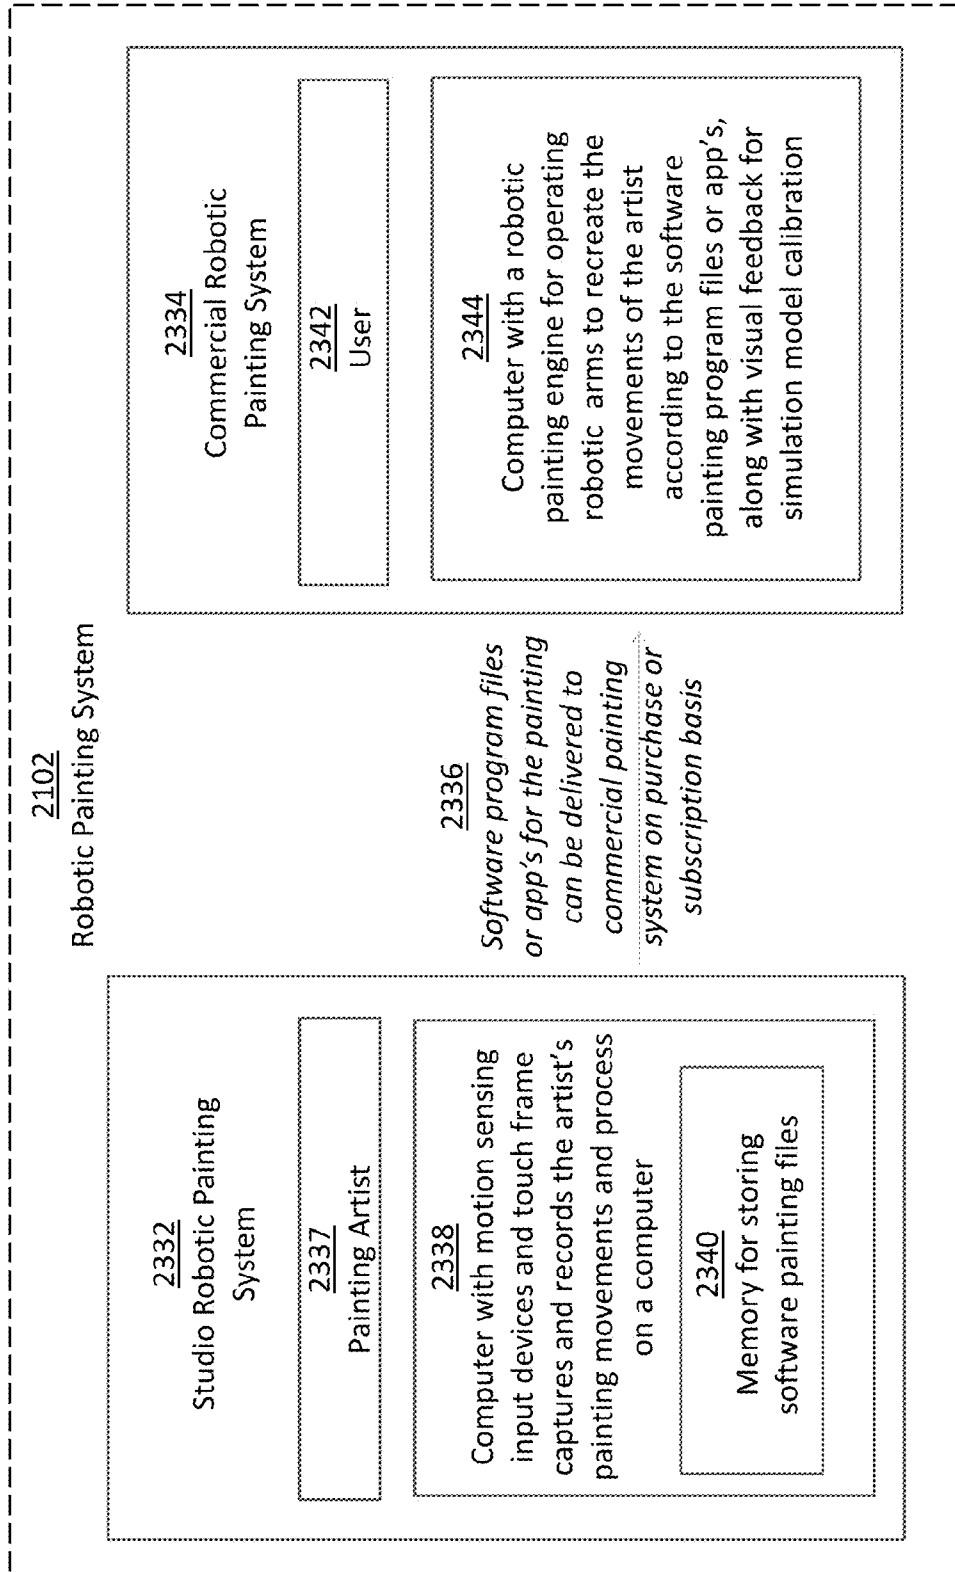 2102
Robotic Painting System
2332
Studio Robotic Painting
System
2337
Painting Artist
2338
Computer with motion sensing
input devices and touch frame
captures and records the artist's
painting movements and process
on a computer
2340
Memory for storing
software painting files
2336
Software program files
or app's for the painting
can be delivered to
commercial painting
system on purchase or
subscription basis
2334
Commercial Robotic
Painting System
2342
User
2344
Computer with a robotic
painting engine for operating
robotic arms to recreate the
movements of the artist
according to the software
painting program files or app's,
along with visual feedback for
simulation model calibration